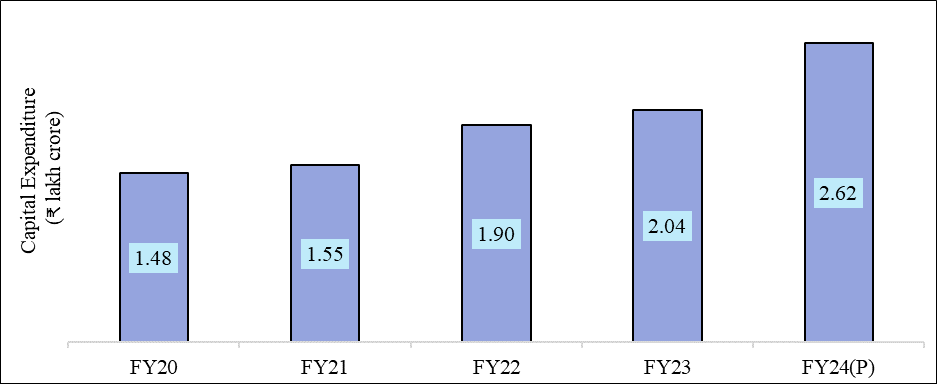 Capital Expenditure
(₹ lakh crore)
1.48
1.55
1.90
2.04
2.62
FY20
FY21
FY22
FY23
FY24(P)